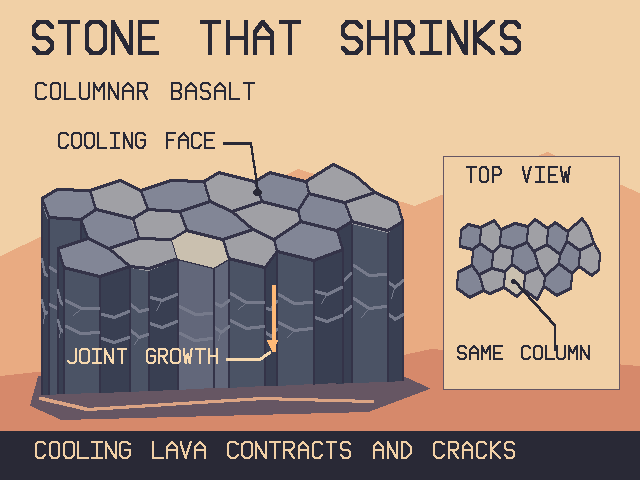 STONE THAT SHRINKS
COLUMNAR BASALT
COOLING FACE
TOP VIEW
JOINT GROWTH
SAME COLUMN
COOLING LAVA CONTRACTS AND CRACKS